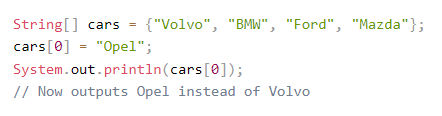 String[] cars = {"Volvo", "BMW", "Ford", "Mazda"};
cars[0] = "Opel";
System.out.println(cars[0]);
// Now outputs Opel instead of Volvo